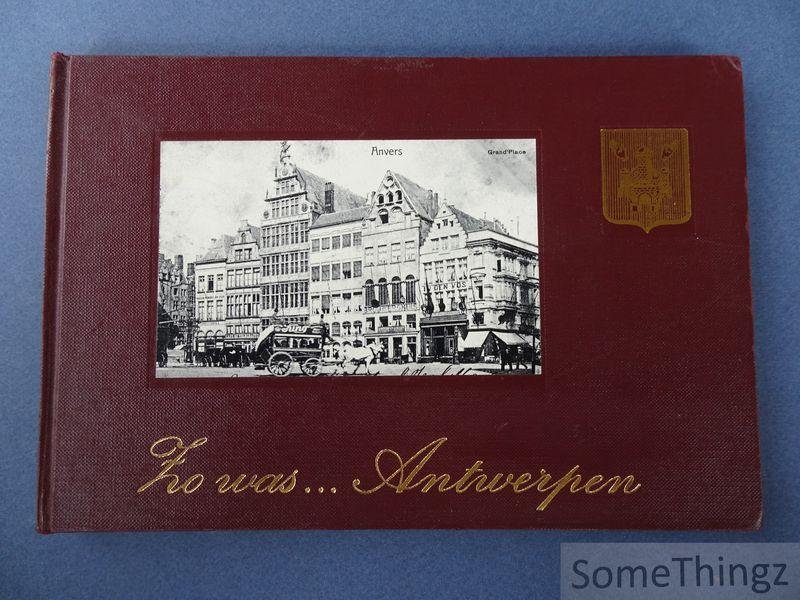 Anvers
Grand'Place
DEN VOS
Zo was... Antwerpen
SomeThingz